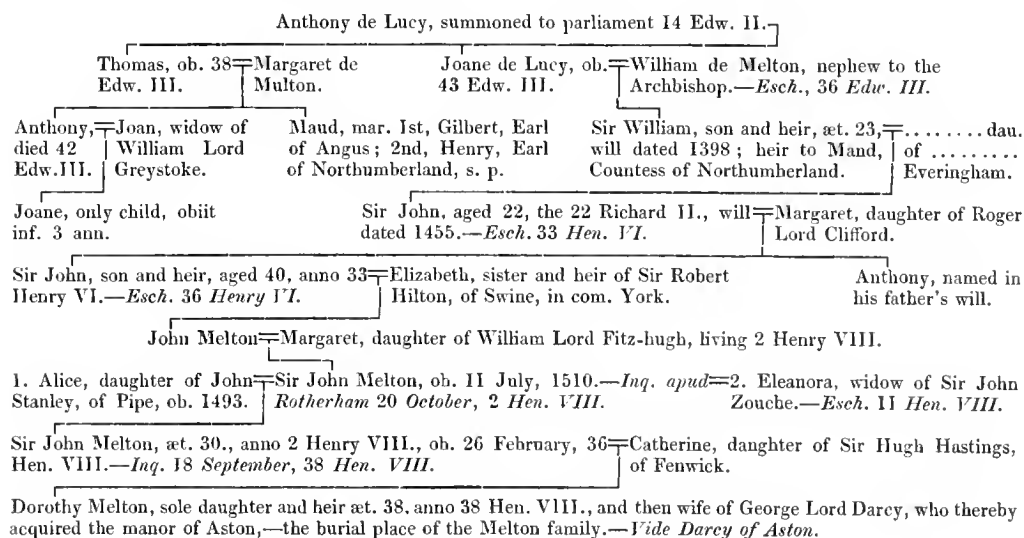 Anthony de Lucy, summoned to parliament 14 Edw. II.
Thomas, ob. 38 = Margaret de Joane de Lucy, ob. = William de Melton, nephew to the
Edw. III. Multon. 43 Edw. III. Archbishop.—Esch., 36 Edw. III.
Anthony, = Joan, widow of Maud, mar. 1st, Gilbert, Earl Sir William, son and heir, æt. 23, = ......... dau.
died 42 William Lord of Angus; 2nd, Henry, Earl will dated 1398; heir to Mand, of .........
Edw. III. Greystoke. of Northumberland, s. p. Countess of Northumberland. Everingham.
Joane, only child, obiit Sir John, aged 22, the 22 Richard II., will = Margaret, daughter of Roger
inf. 3 ann. dated 1455.—Esch. 33 Hen. VI. Lord Clifford.
Sir John, son and heir, aged 40, anno 33 = Elizabeth, sister and heir of Sir Robert Anthony, named in
Henry VI.—Esch. 36 Henry VI. Hilton, of Swine, in com. York. his father's will.
John Melton = Margaret, daughter of William Lord Fitz-hugh, living 2 Henry VIII.
1. Alice, daughter of John = Sir John Melton, ob. 11 July, 1510.—Inq. apud = 2. Eleanora, widow of Sir John
Stanley, of Pipe, ob. 1493. Rotherham 20 October, 2 Hen. VIII. Zouche.—Esch. 11 Hen. VIII.
Sir John Melton, æt. 30., anno 2 Henry VIII., ob. 26 February, 36 = Catherine, daughter of Sir Hugh Hastings,
Hen. VIII.—Inq. 18 September, 38 Hen. VIII. of Fenwick.
Dorothy Melton, sole daughter and heir æt. 38, anno 38 Hen. VIII., and then wife of George Lord Darcy, who thereby
acquired the manor of Aston,—the burial place of the Melton family.—Vide Darcy of Aston.